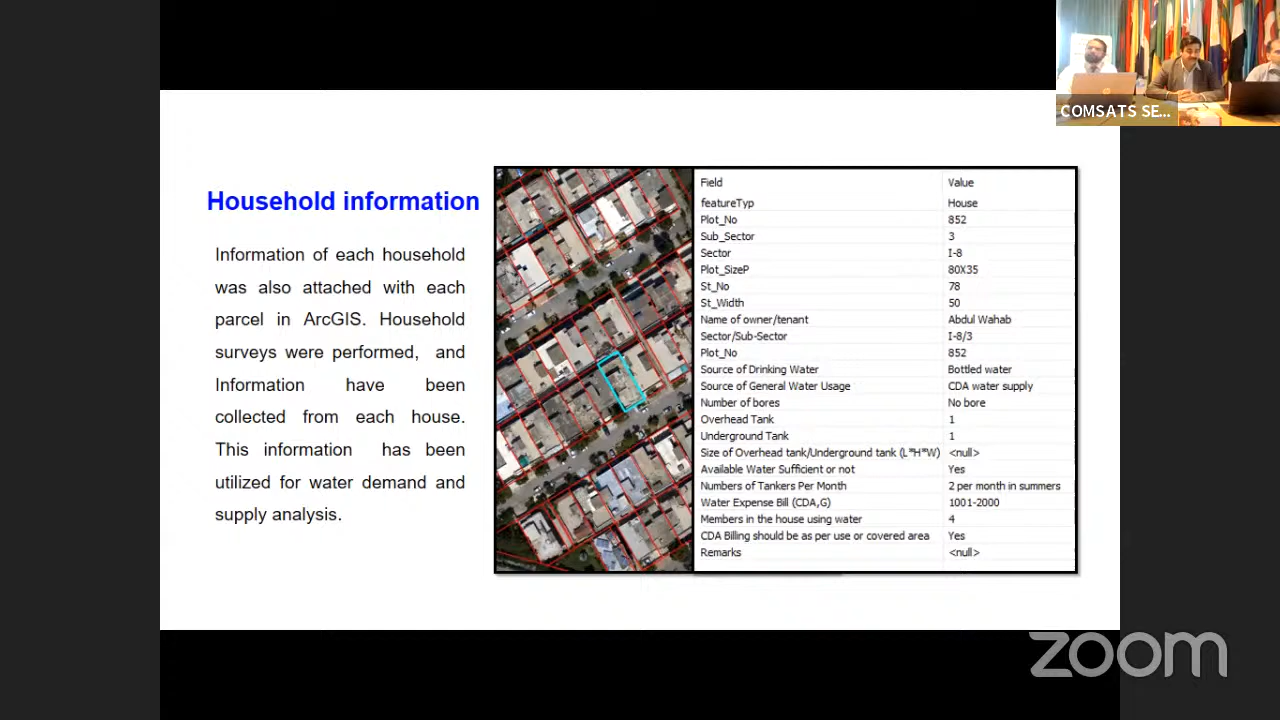 COMSATS SE...
Household information
Information of each household
was also attached with each
parcel in ArcGIS. Household
surveys were performed, and
Information have been
collected from each house.
This information has been
utilized for water demand and
supply analysis.
Field Value
featureTyp House
Plot_No 852
Sub_Sector 3
Sector I-8
Plot_SizeP 80X35
St_No 78
St_Width 50
Name of owner/tenant Abdul Wahab
Sector/Sub-Sector I-8/3
Plot_No 852
Source of Drinking Water Bottled water
Source of General Water Usage CDA water supply
Number of bores No bore
Overhead Tank 1
Underground Tank 1
Size of Overhead tank/Underground tank (L*H*W) <null>
Available Water Sufficient or not Yes
Numbers of Tankers Per Month 2 per month in summers
Water Expense Bill (CDA,G) 1001-2000
Members in the house using water 4
CDA Billing should be as per use or covered area Yes
Remarks <null>
zoom